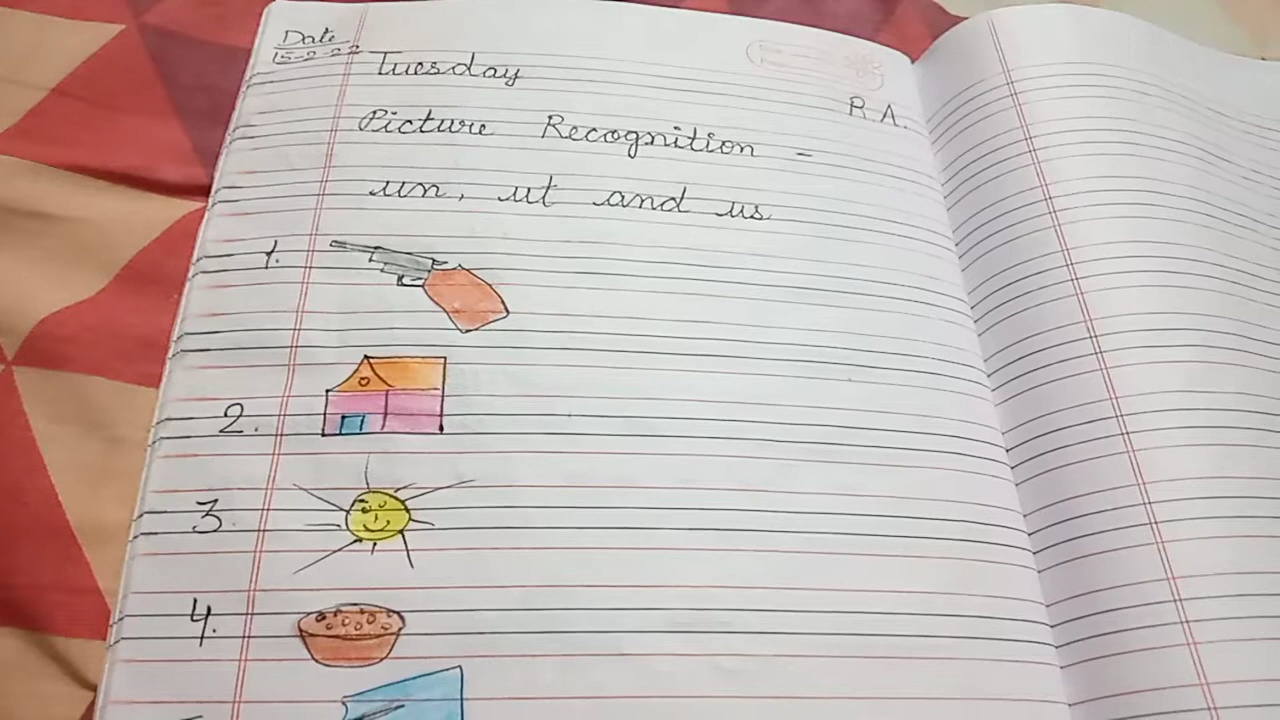 Date
15-2-22
Tuesday
R.A.
Picture Recognition -
un, ut and us
1.
2.
3.
4.